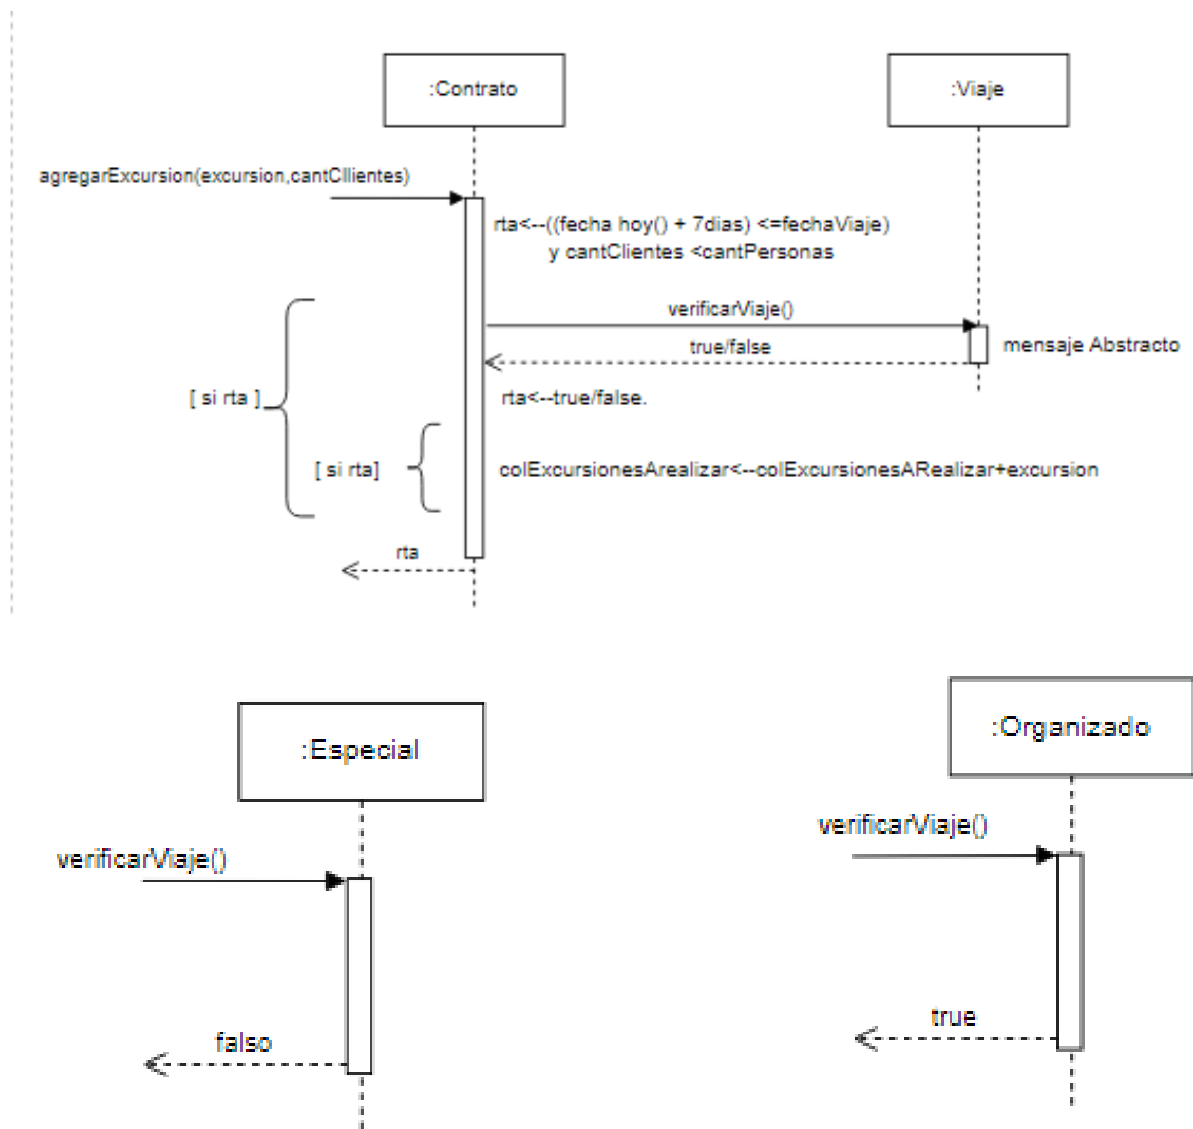 :Contrato
:Viaje
agregarExcursion(excursion,cantCllientes)
rta<--((fecha hoy() + 7dias) <=fechaViaje)
y cantClientes <cantPersonas
verificarViaje()
true/false
mensaje Abstracto
[ si rta ]
rta<--true/false.
[ si rta]
colExcursionesArealizar<--colExcursionesARealizar+excursion
rta
:Especial
:Organizado
verificarViaje()
verificarViaje()
falso
true